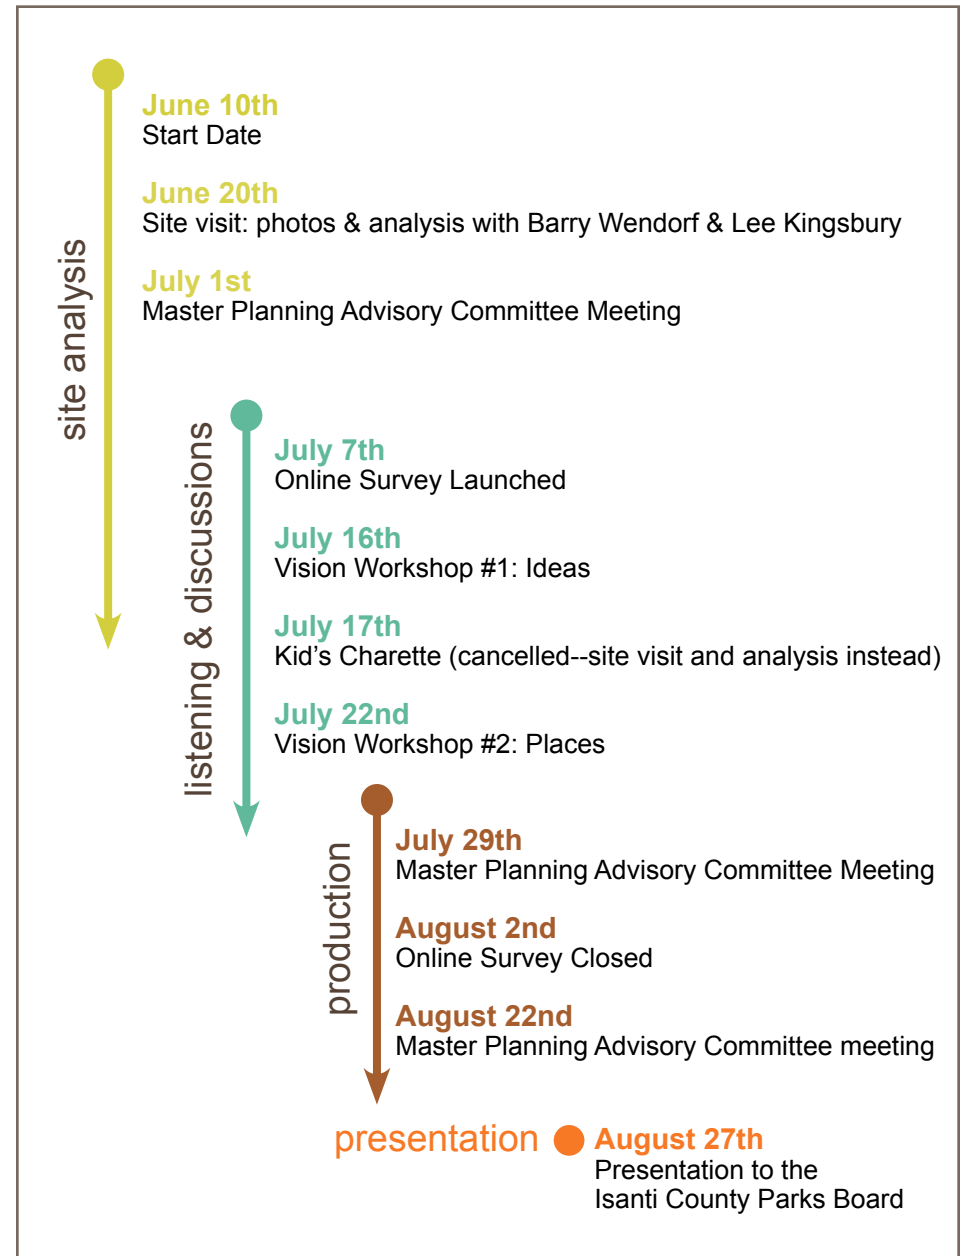 site analysis
June 10th
Start Date
June 20th
Site visit: photos & analysis with Barry Wendorf & Lee Kingsbury
July 1st
Master Planning Advisory Committee Meeting
listening & discussions
July 7th
Online Survey Launched
July 16th
Vision Workshop #1: Ideas
July 17th
Kid's Charette (cancelled--site visit and analysis instead)
July 22nd
Vision Workshop #2: Places
production
July 29th
Master Planning Advisory Committee Meeting
August 2nd
Online Survey Closed
August 22nd
Master Planning Advisory Committee meeting
presentation
August 27th
Presentation to the
Isanti County Parks Board